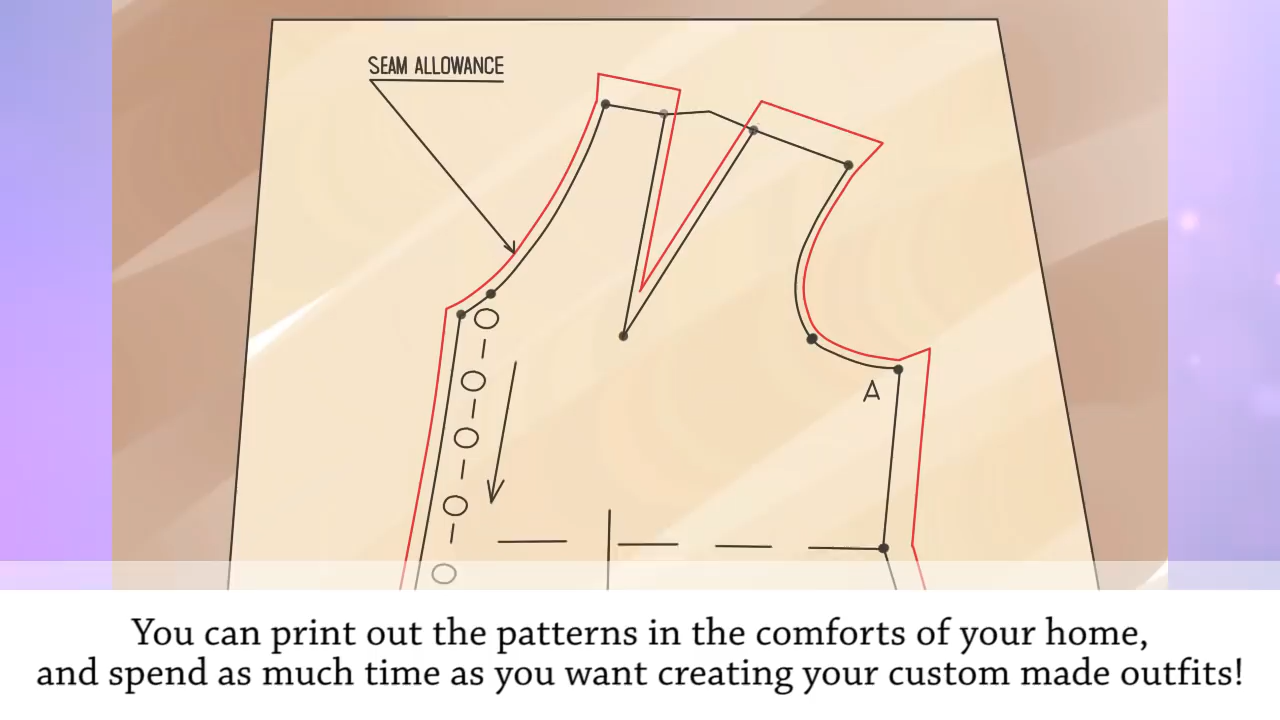 SEAM ALLOWANCE
A
You can print out the patterns in the comforts of your home,
and spend as much time as you want creating your custom made outfits!